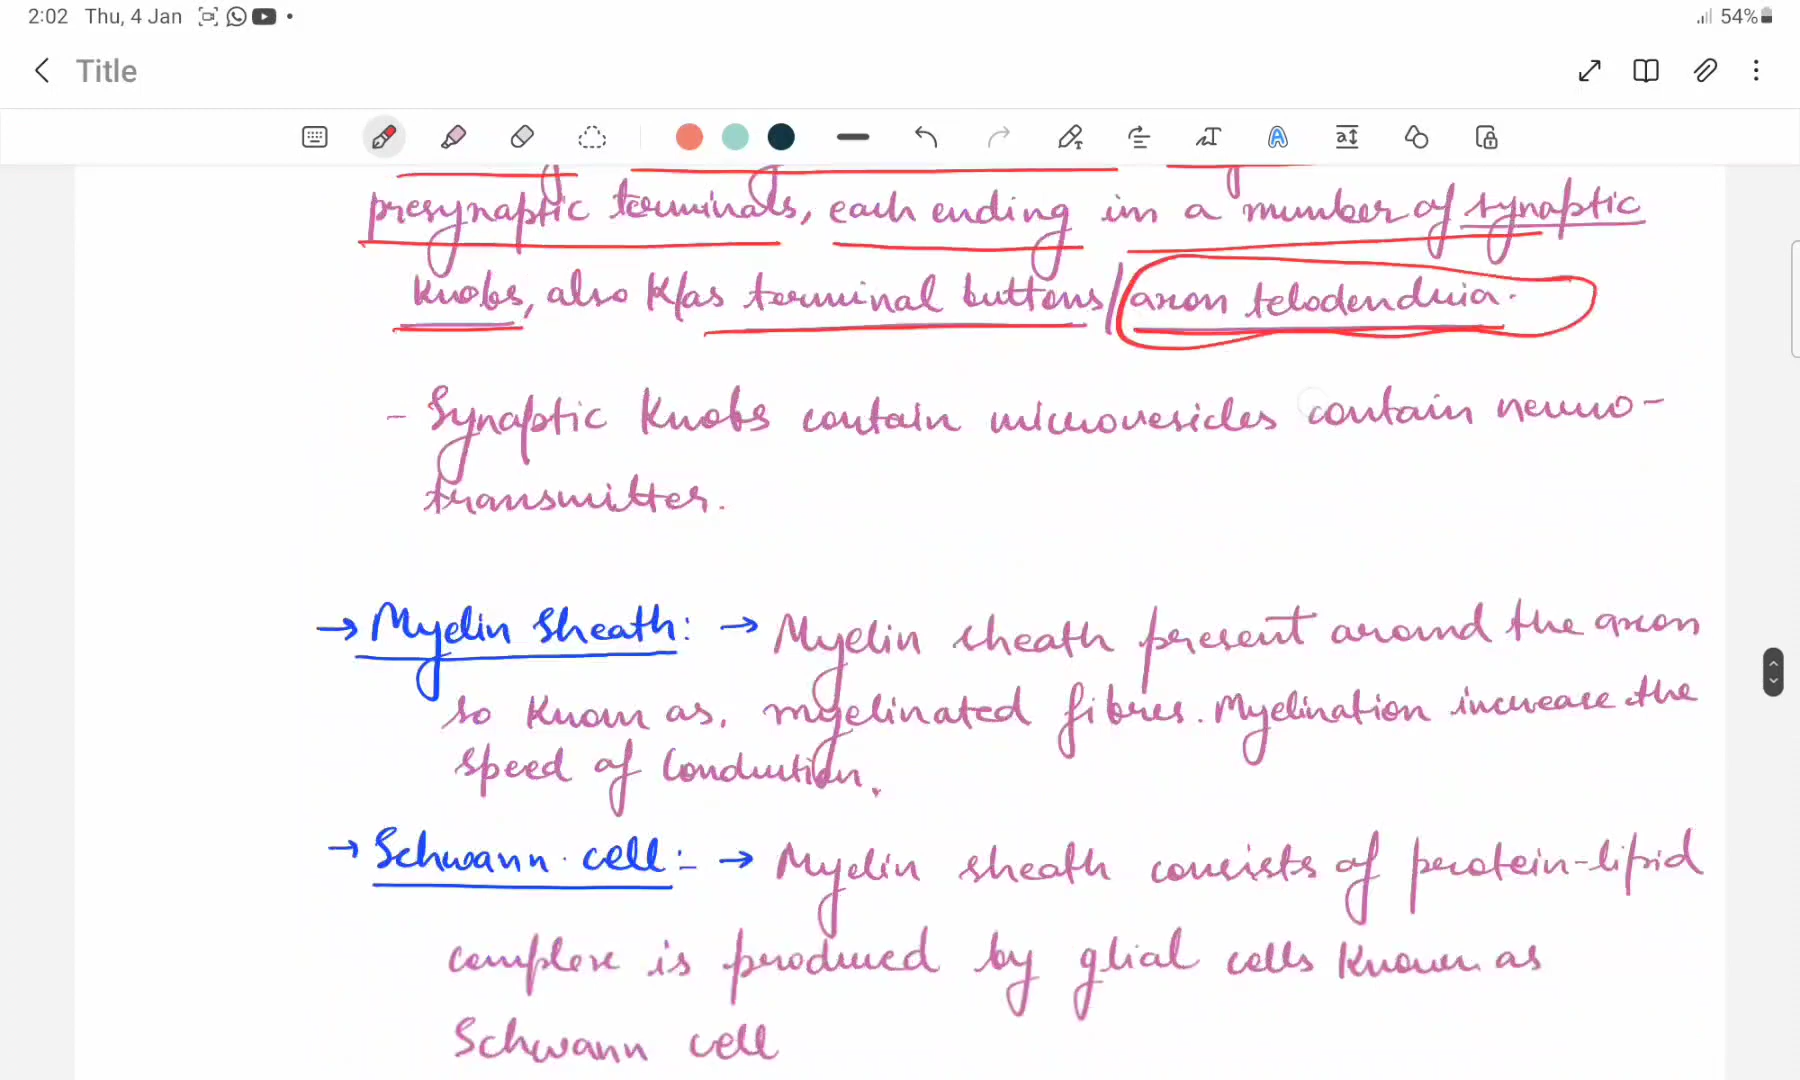 2:02 Thu, 4 Jan
54%
Title
presynaptic terminals, each ending in a number of synaptic
Knobs, also K/as terminal buttons/axon telodendria.
- Synaptic Knobs contain microvesicles contain neuro-
transmitter.
→ Myelin Sheath: → Myelin sheath present around the axon
so Known as, myelinated fibres. Myelination increase the
speed of Conduction.
→ Schwann cell:- → Myelin sheath consists of protein-lipid
complex is produced by glial cells Known as
Schwann cell